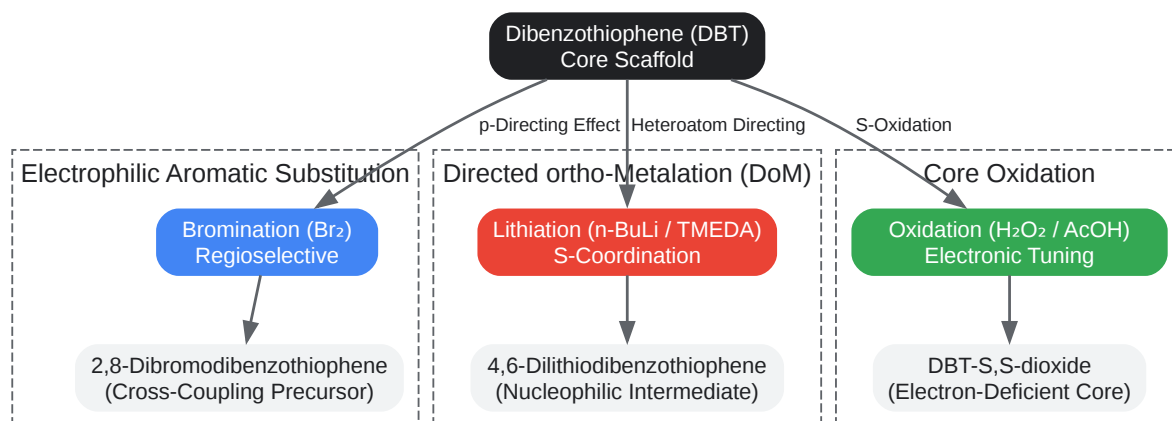 Dibenzothiophene (DBT)
Core Scaffold
p-Directing Effect
Heteroatom Directing
S-Oxidation
Electrophilic Aromatic Substitution
Directed ortho-Metalation (DoM)
Core Oxidation
Bromination (Br₂)
Regioselective
Lithiation (n-BuLi / TMEDA)
S-Coordination
Oxidation (H₂O₂ / AcOH)
Electronic Tuning
2,8-Dibromodibenzothiophene
(Cross-Coupling Precursor)
4,6-Dilithiodibenzothiophene
(Nucleophilic Intermediate)
DBT-S,S-dioxide
(Electron-Deficient Core)